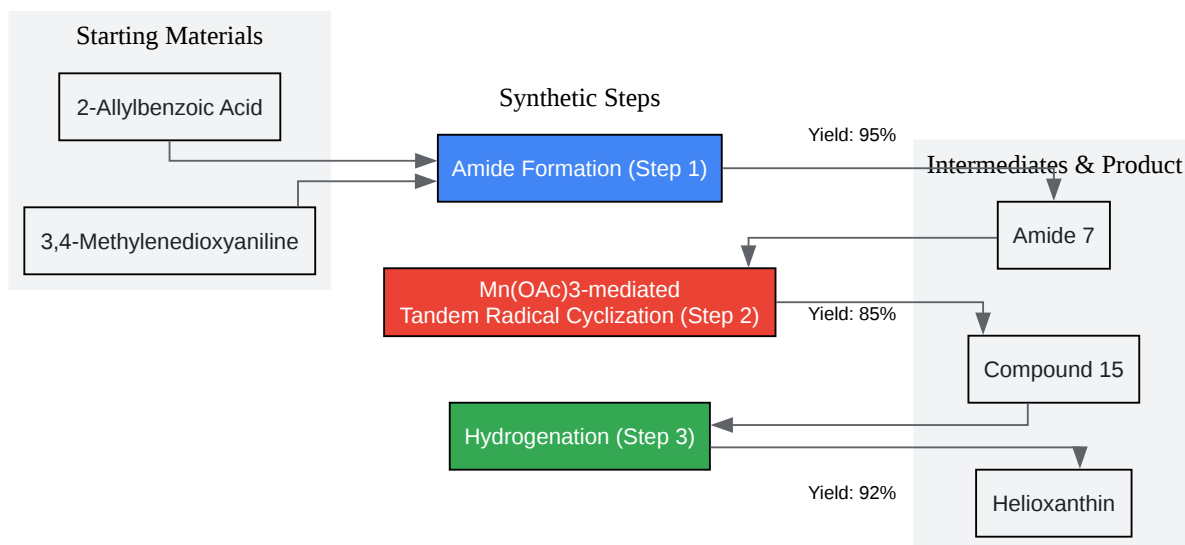 Starting Materials
2-Allylbenzoic Acid
3,4-Methylenedioxyaniline
Synthetic Steps
Amide Formation (Step 1)
Yield: 95%
Intermediates & Product
Amide 7
Mn(OAc)3-mediated
Tandem Radical Cyclization (Step 2)
Yield: 85%
Compound 15
Hydrogenation (Step 3)
Yield: 92%
Helioxanthin